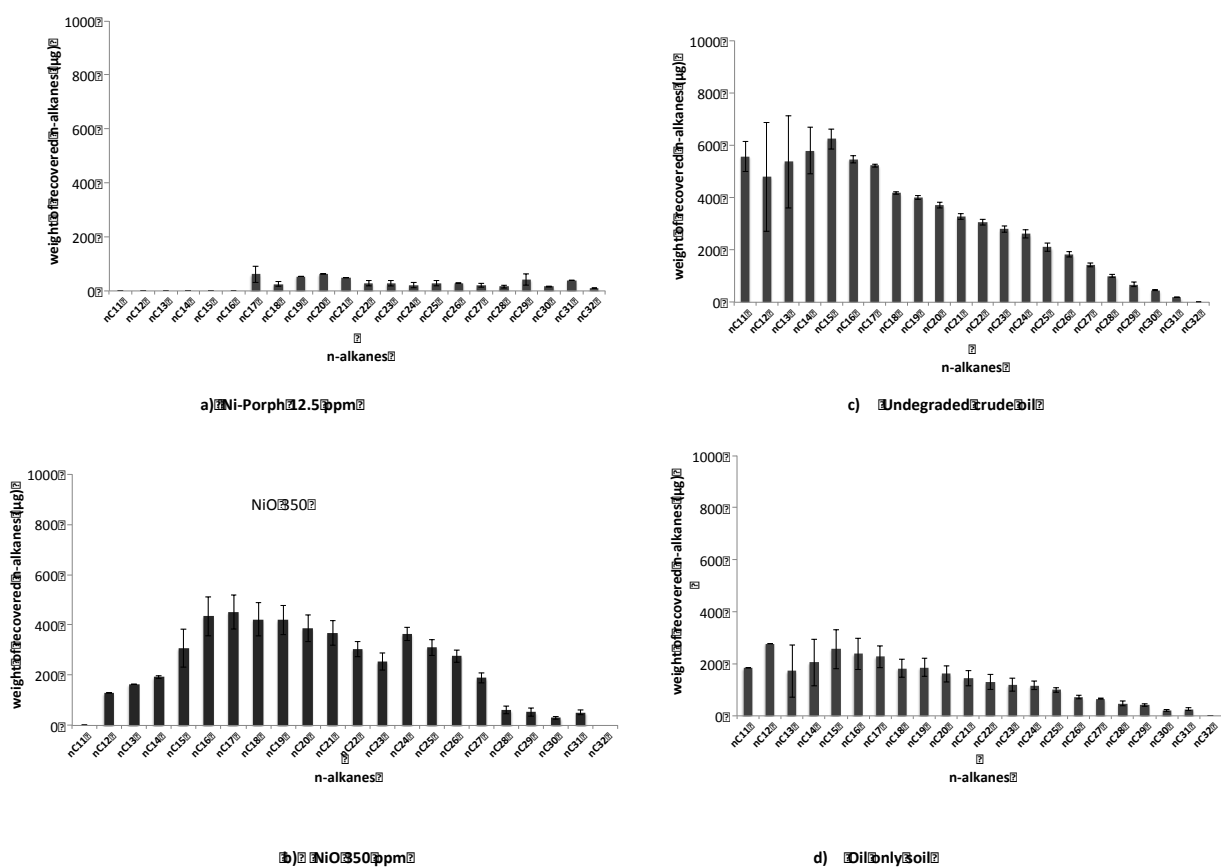 1000
800
600
400
200
0
weight of recovered n-alkanes (µg)
nC11 nC12 nC13 nC14 nC15 nC16 nC17 nC18 nC19 nC20 nC21 nC22 nC23 nC24 nC25 nC26 nC27 nC28 nC29 nC30 nC31 nC32
n-alkanes
a) Ni-Porph 12.5 ppm
1000
800
600
400
200
0
weight of recovered n-alkanes (µg)
nC11 nC12 nC13 nC14 nC15 nC16 nC17 nC18 nC19 nC20 nC21 nC22 nC23 nC24 nC25 nC26 nC27 nC28 nC29 nC30 nC31 nC32
n-alkanes
c) Undegraded crude oil
1000
800
600
400
200
0
weight of recovered n-alkanes (µg)
NiO 350
nC11 nC12 nC13 nC14 nC15 nC16 nC17 nC18 nC19 nC20 nC21 gC22 nC23 nC24 nC25 nC26 nC27 nC28 nC29 nC30 nC31 nC32
n-alkanes
b) NiO 350 ppm
1000
800
600
400
200
0
weight of recovered n-alkanes (µg)
nC11 nC12 nC13 nC14 nC15 nC16 nC17 nC18 nC19 nC20 nC21 nC22 nC23 nC24 nC25 nC26 nC27 nC28 nC29 nC30 nC31 nC32
n-alkanes
d) Oil only soil